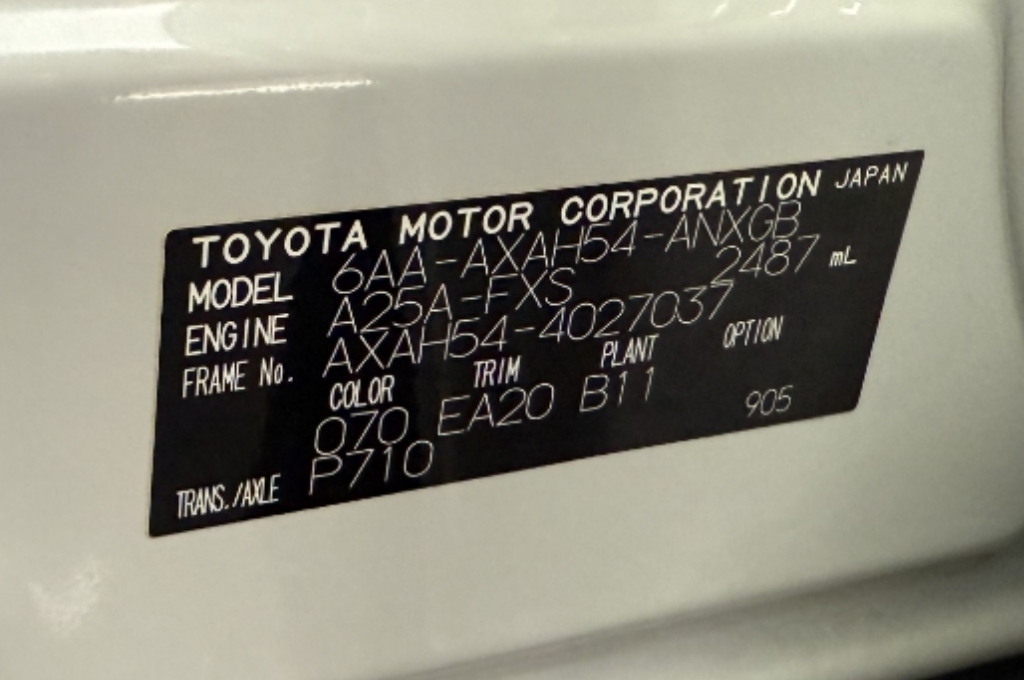 TOYOTA MOTOR CORPORATION JAPAN
MODEL 6AA-AXAH54-ANXGB
ENGINE A25A-FXS 2487 mL
FRAME No. AXAH54-4027037
COLOR TRIM PLANT OPTION
070 EA20 B11 905
TRANS./AXLE P710